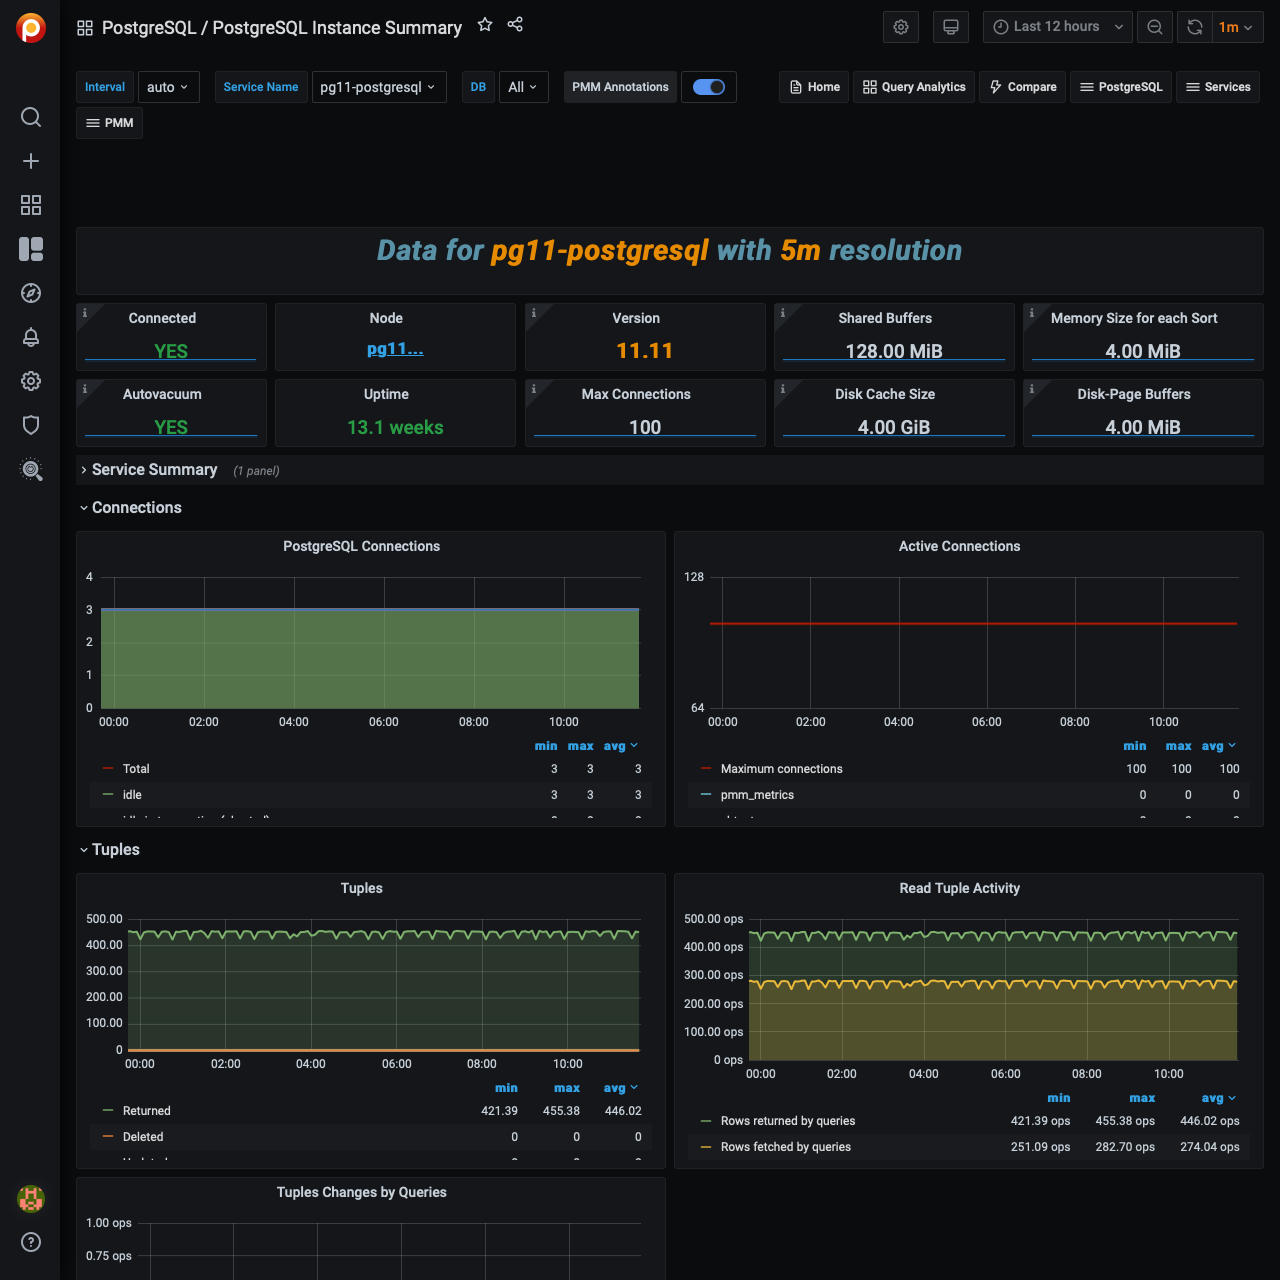 PostgreSQL / PostgreSQL Instance Summary
Last 12 hours
1m
Interval auto Service Name pg11-postgresql DB All PMM Annotations Home Query Analytics Compare PostgreSQL Services
PMM
Data for pg11-postgresql with 5m resolution
Connected Node Version Shared Buffers Memory Size for each Sort
YES pg11... 11.11 128.00 MiB 4.00 MiB
Autovacuum Uptime Max Connections Disk Cache Size Disk-Page Buffers
YES 13.1 weeks 100 4.00 GiB 4.00 MiB
Service Summary (1 panel)
Connections
PostgreSQL Connections
4
3
2
1
0
00:00 02:00 04:00 06:00 08:00 10:00
min max avg
Total 3 3 3
idle 3 3 3
Active Connections
128
64
00:00 02:00 04:00 06:00 08:00 10:00
min max avg
Maximum connections 100 100 100
pmm_metrics 0 0 0
Tuples
Tuples
500.00
400.00
300.00
200.00
100.00
0
00:00 02:00 04:00 06:00 08:00 10:00
min max avg
Returned 421.39 455.38 446.02
Deleted 0 0 0
Read Tuple Activity
500.00 ops
400.00 ops
300.00 ops
200.00 ops
100.00 ops
0 ops
00:00 02:00 04:00 06:00 08:00 10:00
min max avg
Rows returned by queries 421.39 ops 455.38 ops 446.02 ops
Rows fetched by queries 251.09 ops 282.70 ops 274.04 ops
Tuples Changes by Queries
1.00 ops
0.75 ops